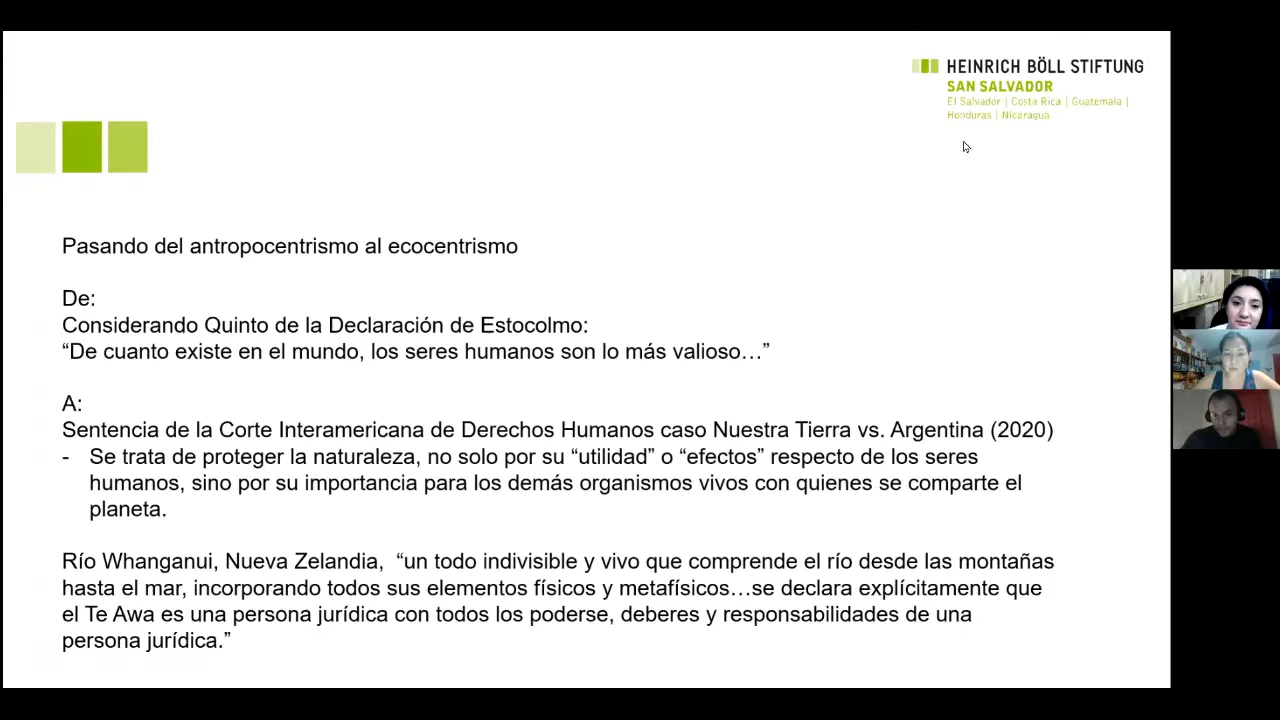 HEINRICH BÖLL STIFTUNG
SAN SALVADOR
El Salvador | Costa Rica | Guatemala |
Honduras | Nicaragua
Pasando del antropocentrismo al ecocentrismo
De:
Considerando Quinto de la Declaración de Estocolmo:
“De cuanto existe en el mundo, los seres humanos son lo más valioso…”
A:
Sentencia de la Corte Interamericana de Derechos Humanos caso Nuestra Tierra vs. Argentina (2020)
- Se trata de proteger la naturaleza, no solo por su “utilidad” o “efectos” respecto de los seres
humanos, sino por su importancia para los demás organismos vivos con quienes se comparte el
planeta.
Río Whanganui, Nueva Zelandia, “un todo indivisible y vivo que comprende el río desde las montañas
hasta el mar, incorporando todos sus elementos físicos y metafísicos…se declara explícitamente que
el Te Awa es una persona jurídica con todos los poderse, deberes y responsabilidades de una
persona jurídica.”